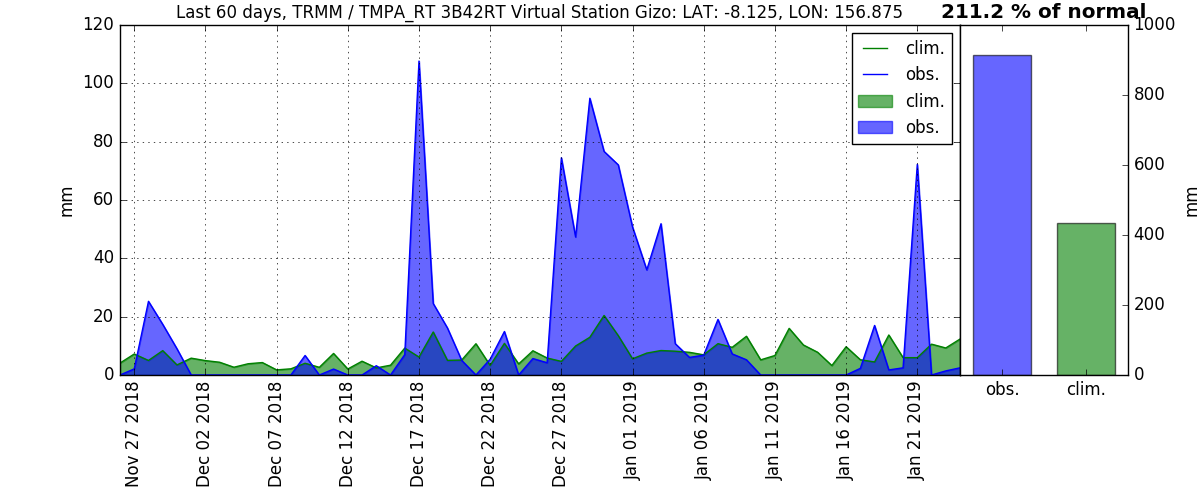 Last 60 days, TRMM / TMPA_RT 3B42RT Virtual Station Gizo: LAT: -8.125, LON: 156.875
211.2 % of normal
120
100
80
60
40
20
0
mm
clim.
obs.
clim.
obs.
1000
800
600
400
200
0
mm
Nov 27 2018
Dec 02 2018
Dec 07 2018
Dec 12 2018
Dec 17 2018
Dec 22 2018
Dec 27 2018
Jan 01 2019
Jan 06 2019
Jan 11 2019
Jan 16 2019
Jan 21 2019
obs.
clim.